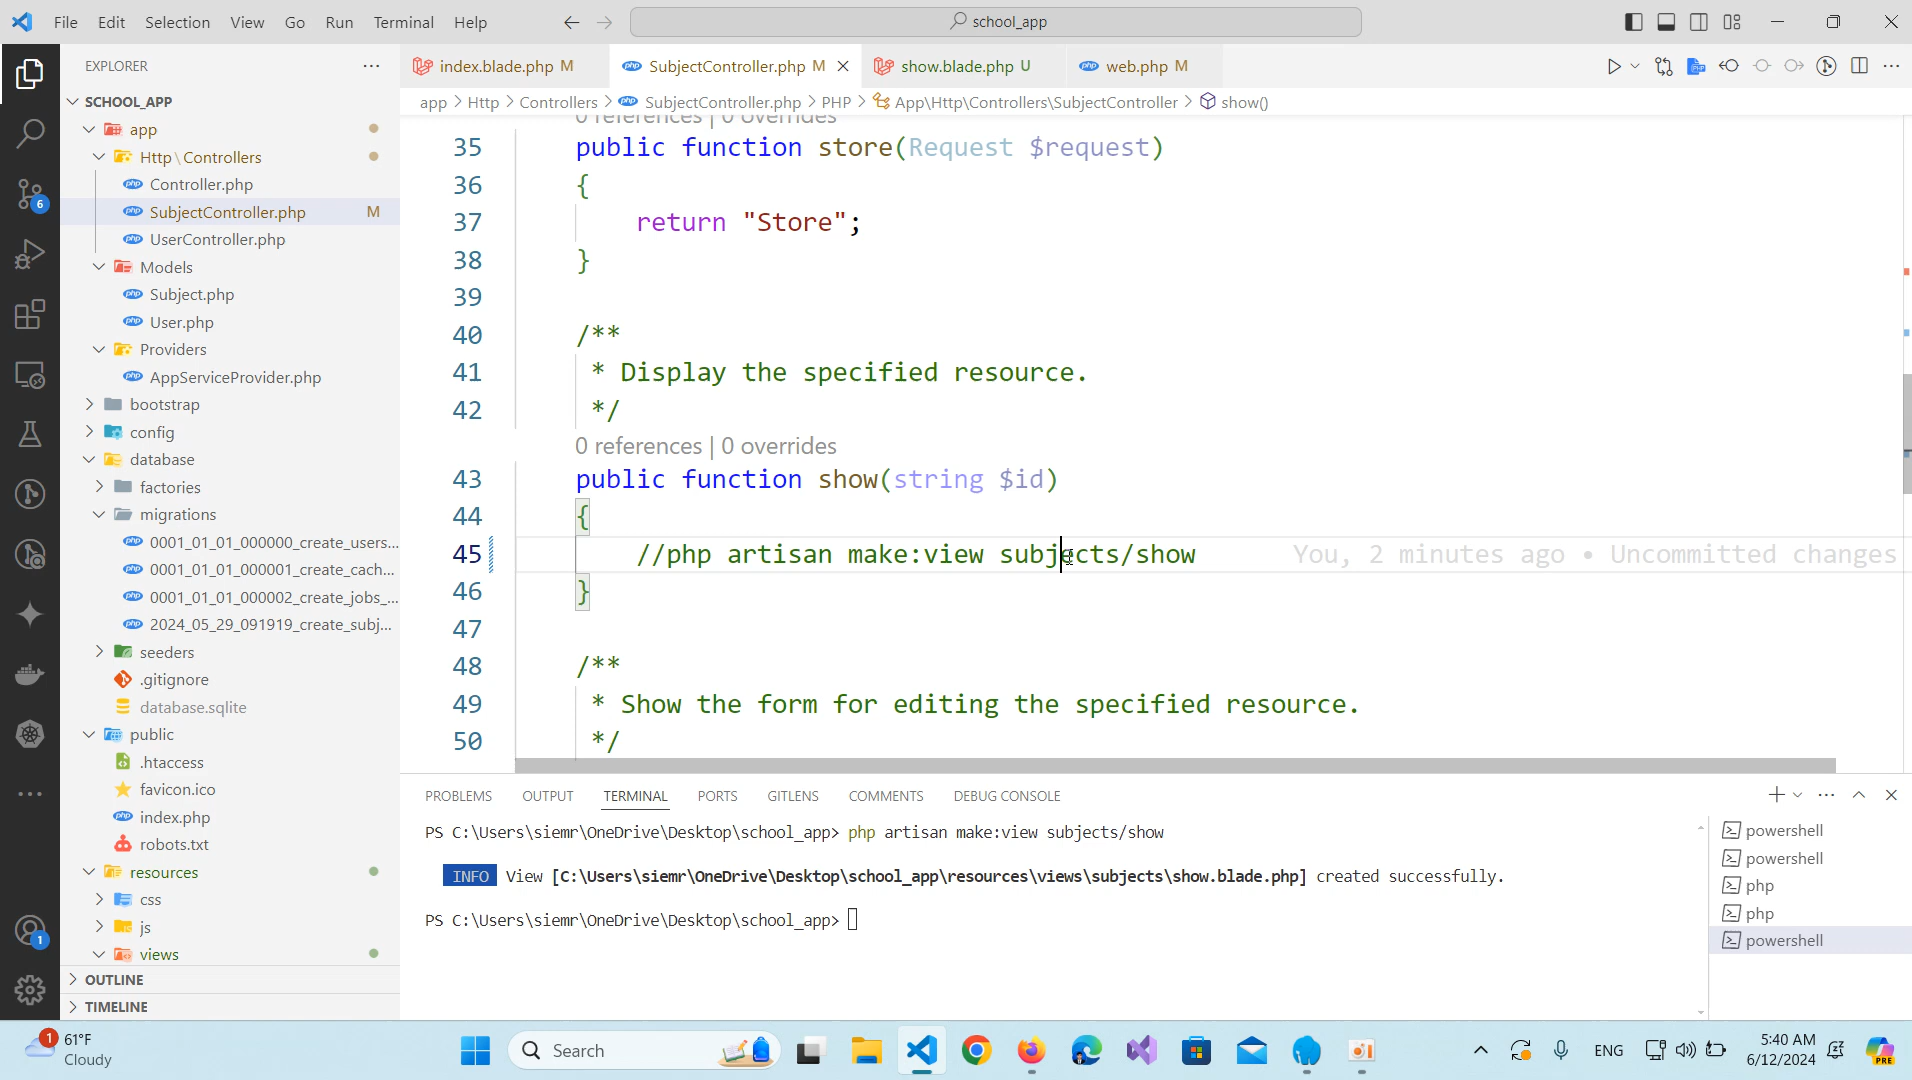 File Edit Selection View Go Run Terminal Help
school_app
EXPLORER
index.blade.php M
SubjectController.php M
show.blade.php U
web.php M
app > Http > Controllers > SubjectController.php > PHP > App\Http\Controllers\SubjectController > show()
SCHOOL_APP
app
Http \ Controllers
Controller.php
SubjectController.php M
UserController.php
Models
Subject.php
User.php
Providers
AppServiceProvider.php
bootstrap
config
database
factories
migrations
0001_01_01_000000_create_users...
0001_01_01_000001_create_cach...
0001_01_01_000002_create_jobs_...
2024_05_29_091919_create_subj...
seeders
.gitignore
database.sqlite
public
.htaccess
favicon.ico
index.php
robots.txt
resources
css
js
views
OUTLINE
TIMELINE
6
1
0 references | 0 overrides
35 public function store(Request $request)
36 {
37 return "Store";
38 }
39
40 /**
41 * Display the specified resource.
42 */
0 references | 0 overrides
43 public function show(string $id)
44 {
45 //php artisan make:view subjects/show You, 2 minutes ago • Uncommitted changes
46 }
47
48 /**
49 * Show the form for editing the specified resource.
50 */
PROBLEMS OUTPUT TERMINAL PORTS GITLENS COMMENTS DEBUG CONSOLE
PS C:\Users\siemr\OneDrive\Desktop\school_app> php artisan make:view subjects/show
INFO View [C:\Users\siemr\OneDrive\Desktop\school_app\resources\views\subjects\show.blade.php] created successfully.
PS C:\Users\siemr\OneDrive\Desktop\school_app>
powershell
powershell
php
php
powershell
1
61°F
Cloudy
Search
ENG
5:40 AM
6/12/2024
PRE